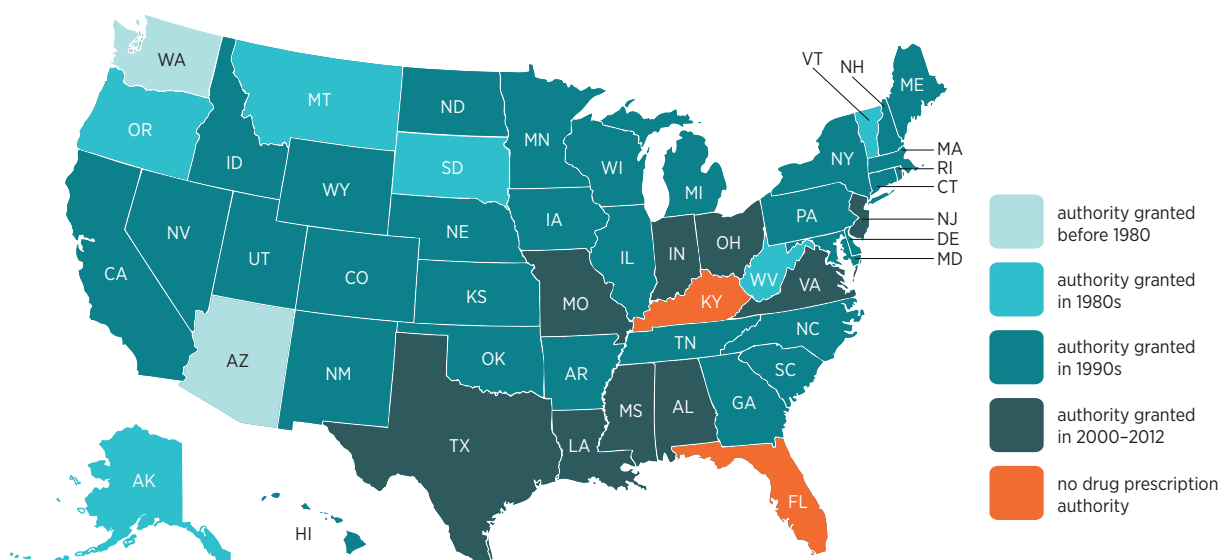 WA
OR
CA
NV
ID
MT
WY
UT
AZ
CO
NM
ND
SD
NE
KS
OK
TX
MN
IA
MO
AR
LA
WI
IL
MI
IN
OH
KY
TN
MS
AL
GA
FL
SC
NC
VA
WV
PA
NY
VT
NH
ME
MA
RI
CT
NJ
DE
MD
AK
HI
authority granted
before 1980
authority granted
in 1980s
authority granted
in 1990s
authority granted
in 2000–2012
no drug prescription
authority